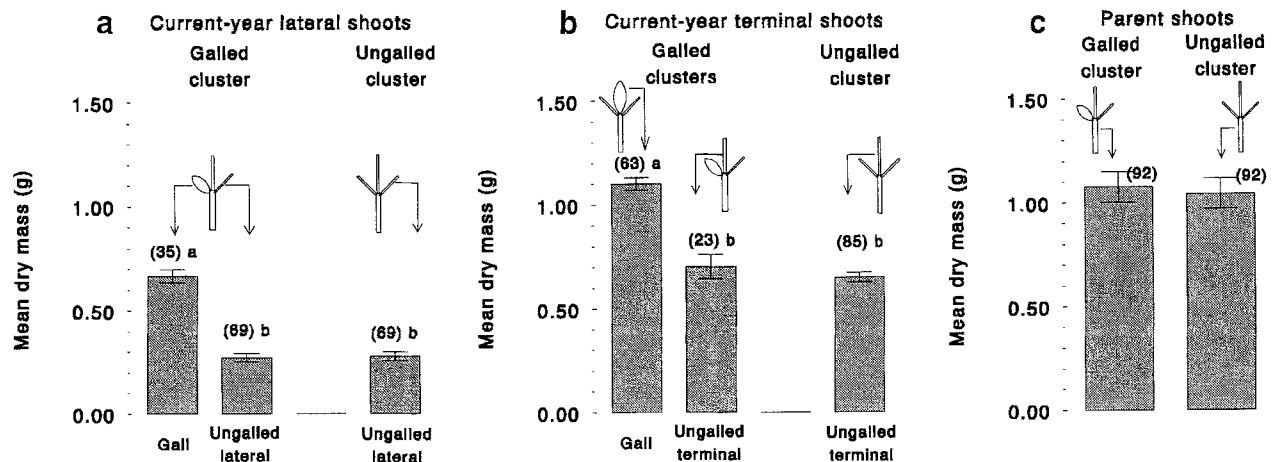 a Current-year lateral shoots
Galled
cluster
Ungalled
cluster
Mean dry mass (g)
1.50
1.00
0.50
0.00
(35) a
(69) b
(69) b
Gall
Ungalled
lateral
Ungalled
lateral
b Current-year terminal shoots
Galled
clusters
Ungalled
cluster
Mean dry mass (g)
1.50
1.00
0.50
0.00
(63) a
(23) b
(85) b
Gall
Ungalled
terminal
Ungalled
terminal
c Parent shoots
Galled
cluster
Ungalled
cluster
Mean dry mass (g)
1.50
1.00
0.50
0.00
(92)
(92)